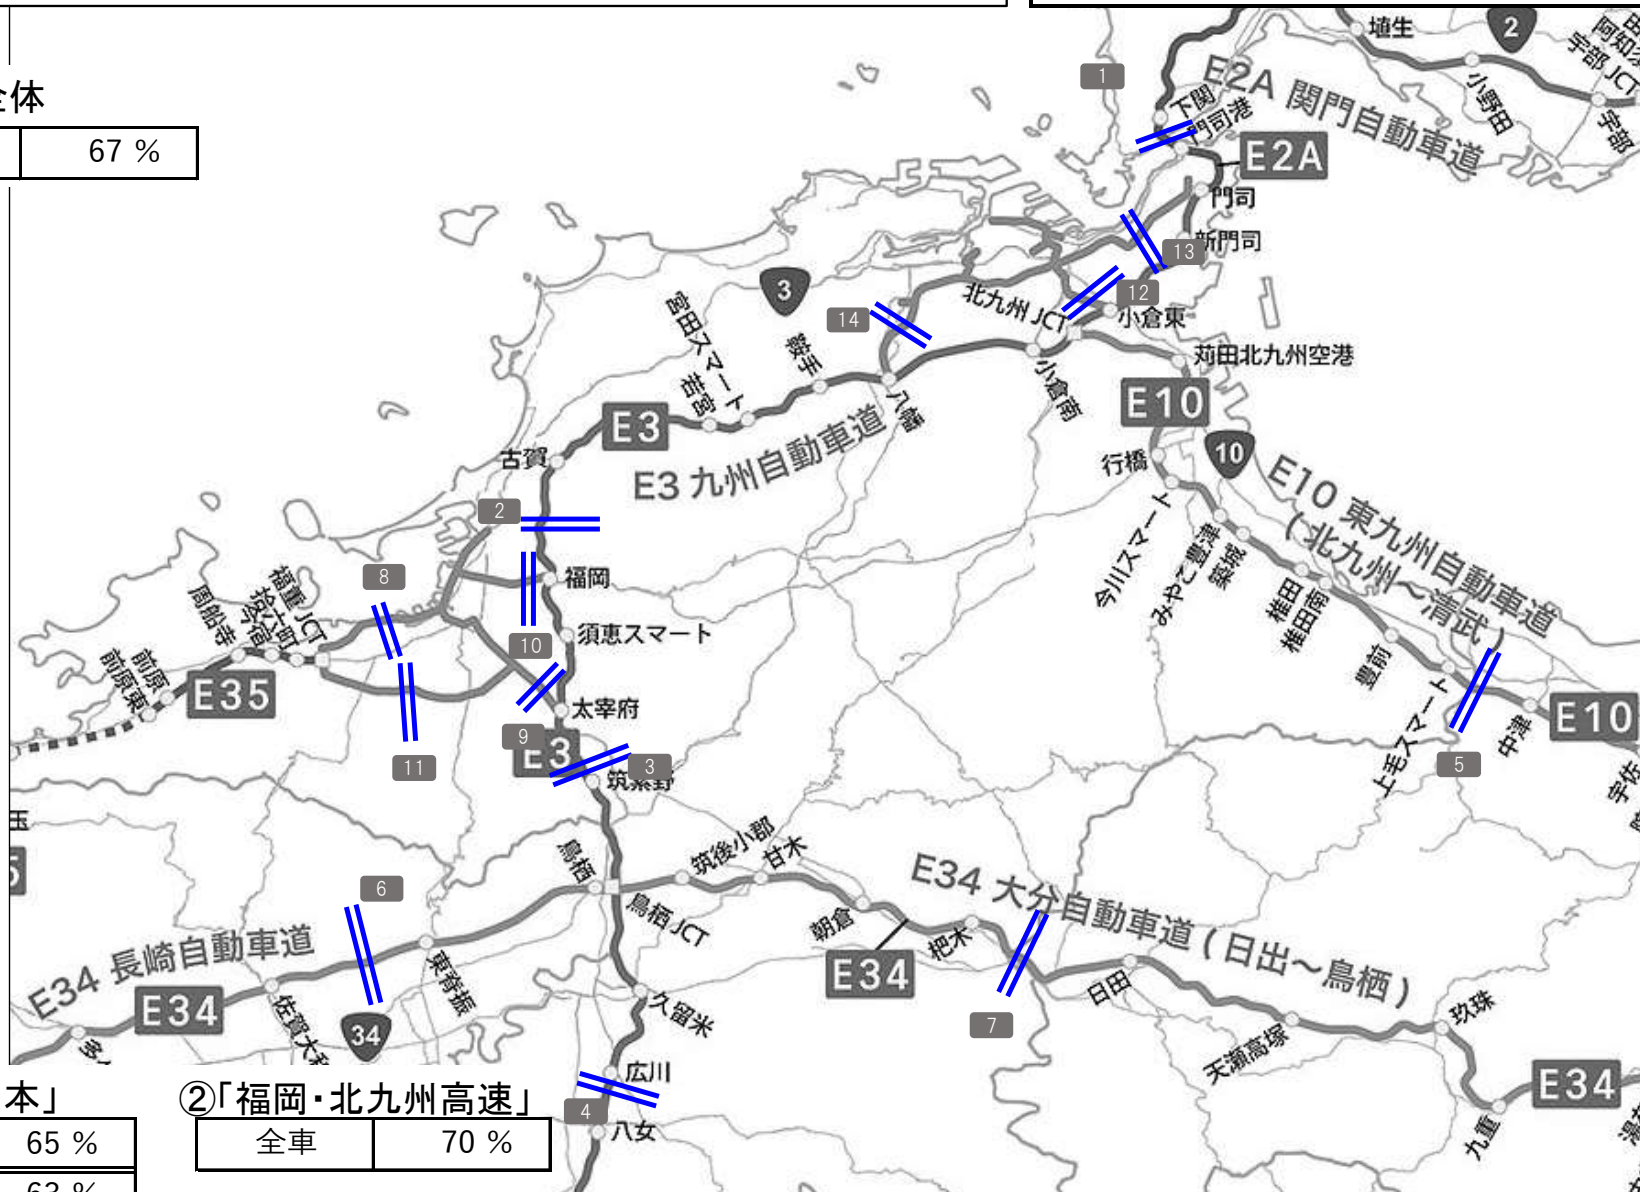 全体
67 %
1
2
埴生
小野田
宇部 JCT
宇部
E2A 関門自動車道
下関
門司港
E2A
門司
新門司
13
12
3
北九州 JCT
小倉東
14
宮田スマート
若宮
鞍手
八幡
小倉南
苅田北九州空港
E10
10
E3
E3 九州自動車道
古賀
行橋
今川スマート
みやこ豊津
築城
椎田
椎田南
豊前
上毛スマート
中津
宇佐
E10 東九州自動車道
( 北九州～清武 )
E10
5
2
福岡
須恵スマート
10
8
福重 JCT
拾六町
今宿
周船寺
前原
前原東
E35
11
太宰府
9
E3
3
筑紫野
鳥栖
鳥栖 JCT
筑後小郡
甘木
朝倉
杷木
E34
E34 大分自動車道 ( 日出～鳥栖 )
7
日田
天瀬高塚
玖珠
九重
E34
6
E34 長崎自動車道
E34
34
東脊振
佐賀大和
久留米
広川
4
八女
本」
65 %
63 %
②「福岡・北九州高速」
全車
70 %